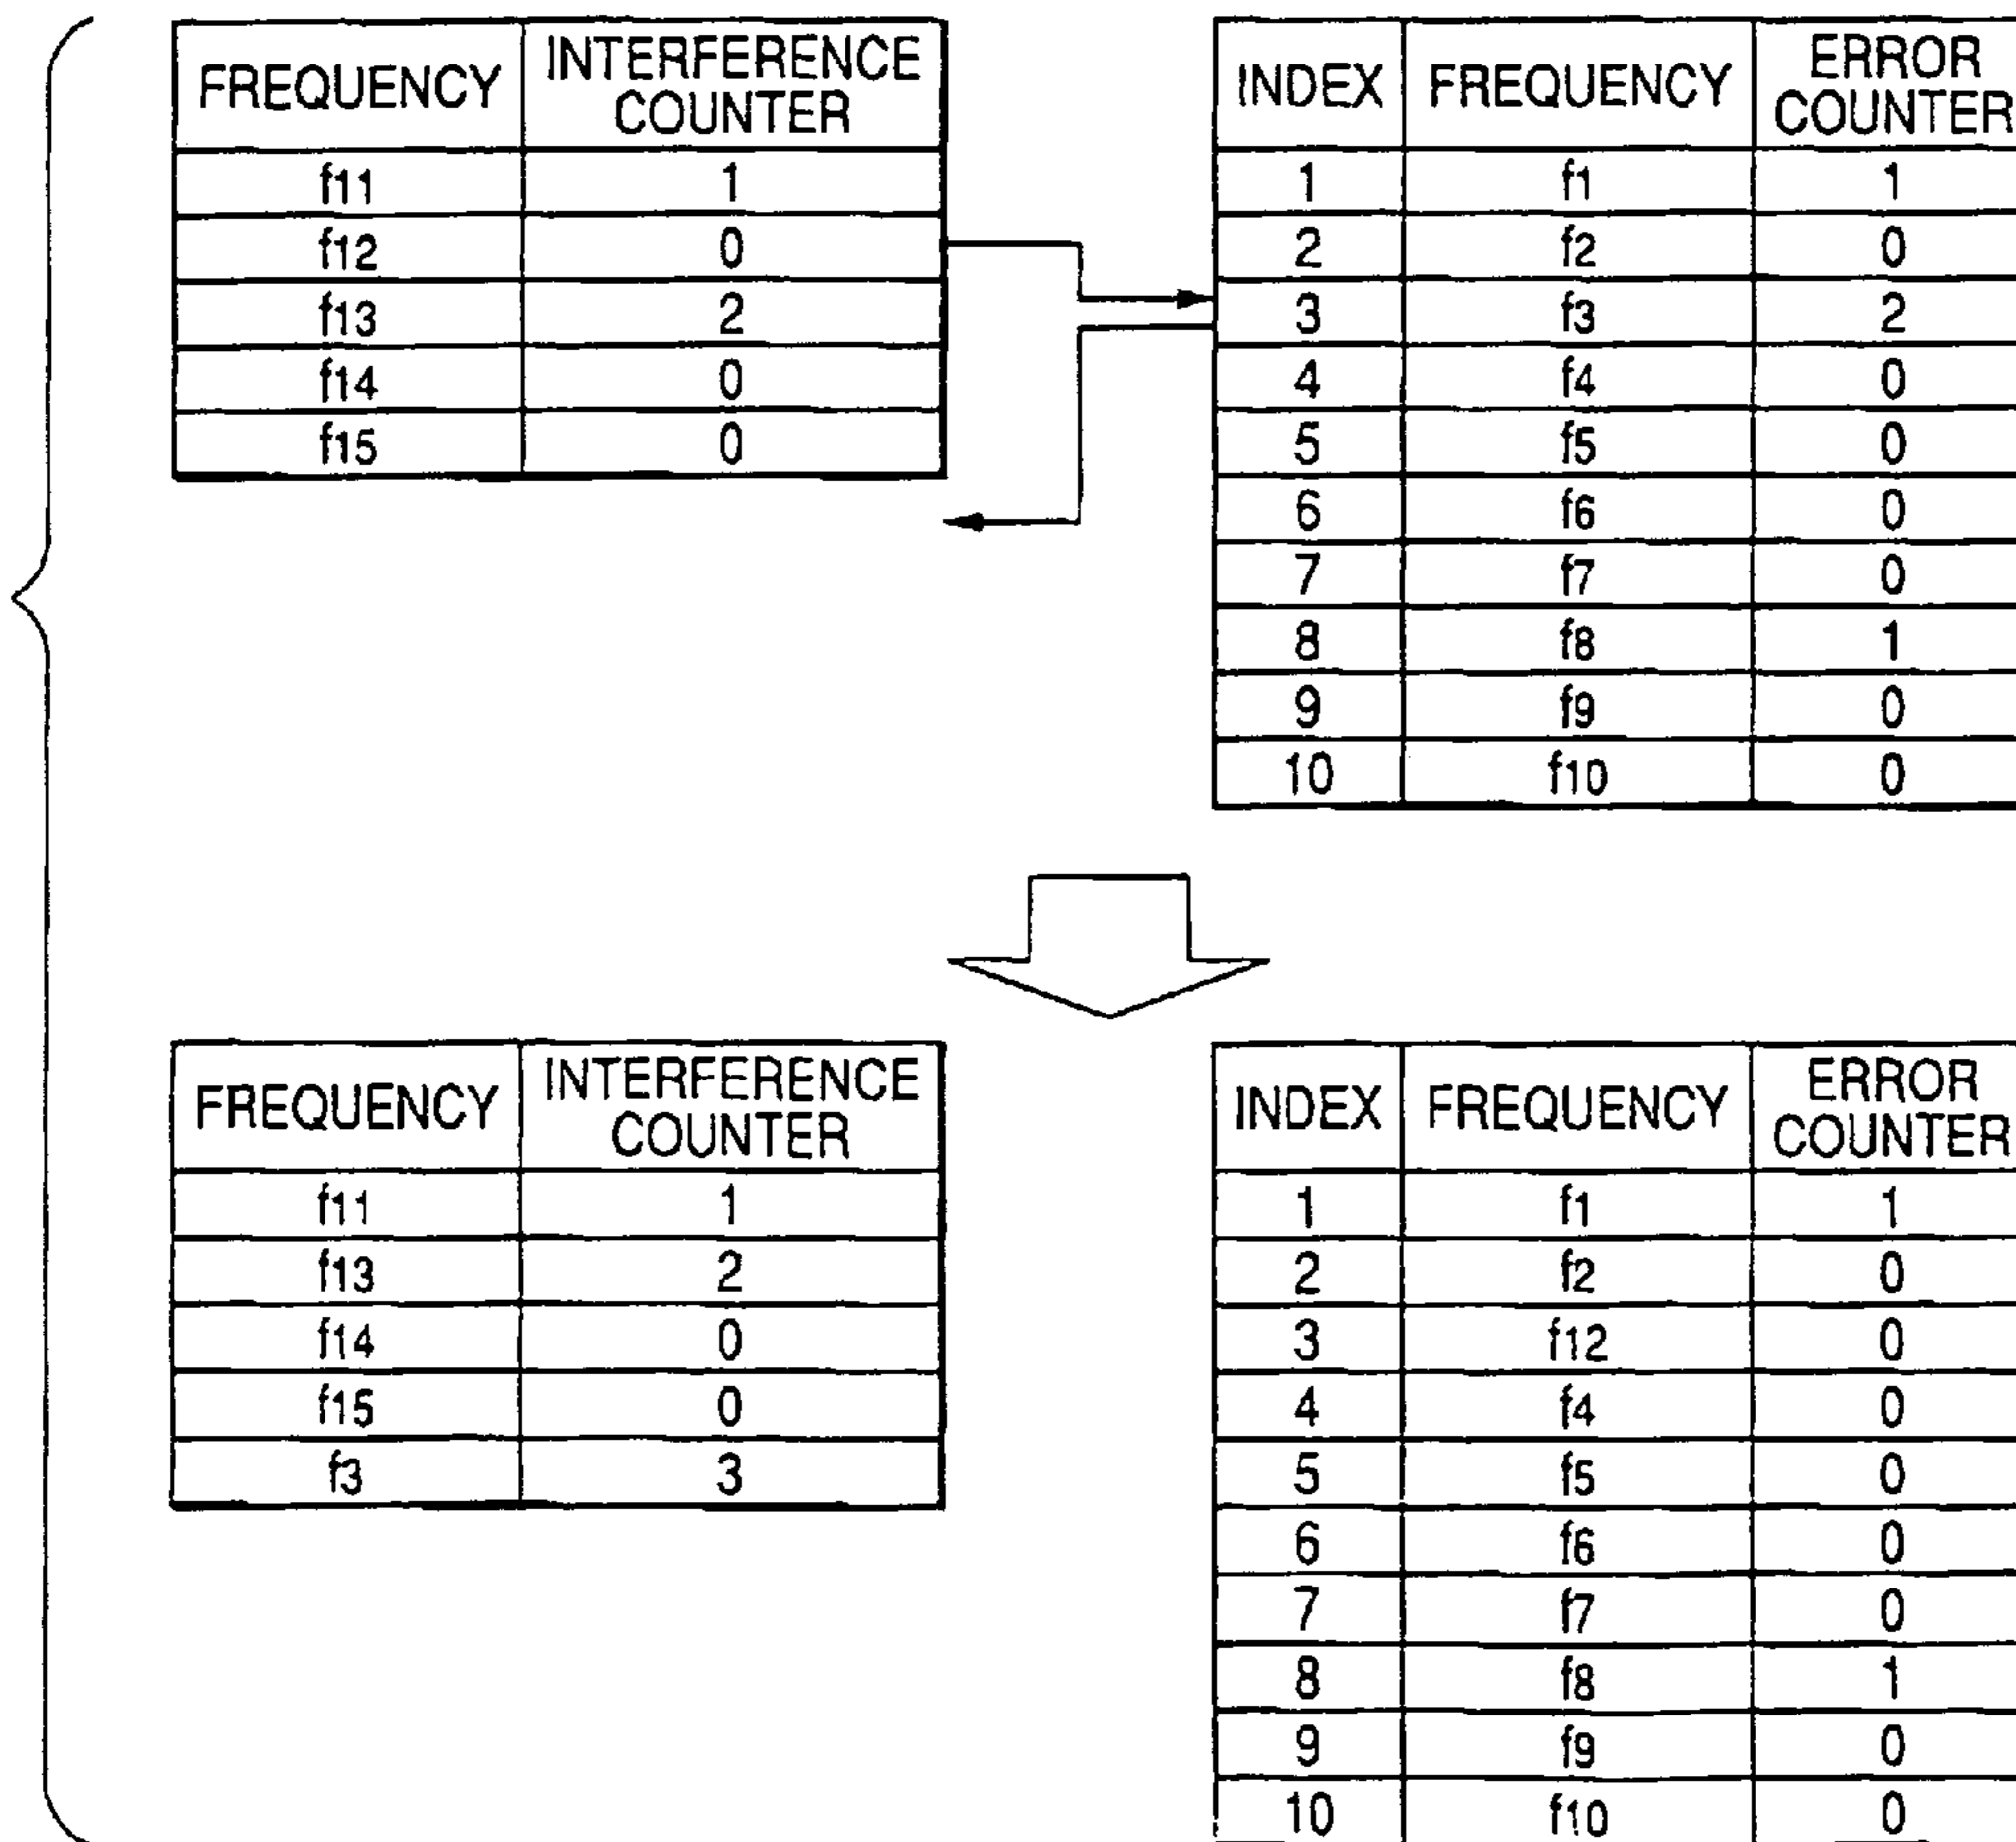 FREQUENCY INTERFERENCE COUNTER
f11 1
f12 0
f13 2
f14 0
f15 0
INDEX FREQUENCY ERROR COUNTER
1 f1 1
2 f2 0
3 f3 2
4 f4 0
5 f5 0
6 f6 0
7 f7 0
8 f8 1
9 f9 0
10 f10 0
FREQUENCY INTERFERENCE COUNTER
f11 1
f13 2
f14 0
f15 0
f3 3
INDEX FREQUENCY ERROR COUNTER
1 f1 1
2 f2 0
3 f12 0
4 f4 0
5 f5 0
6 f6 0
7 f7 0
8 f8 1
9 f9 0
10 f10 0